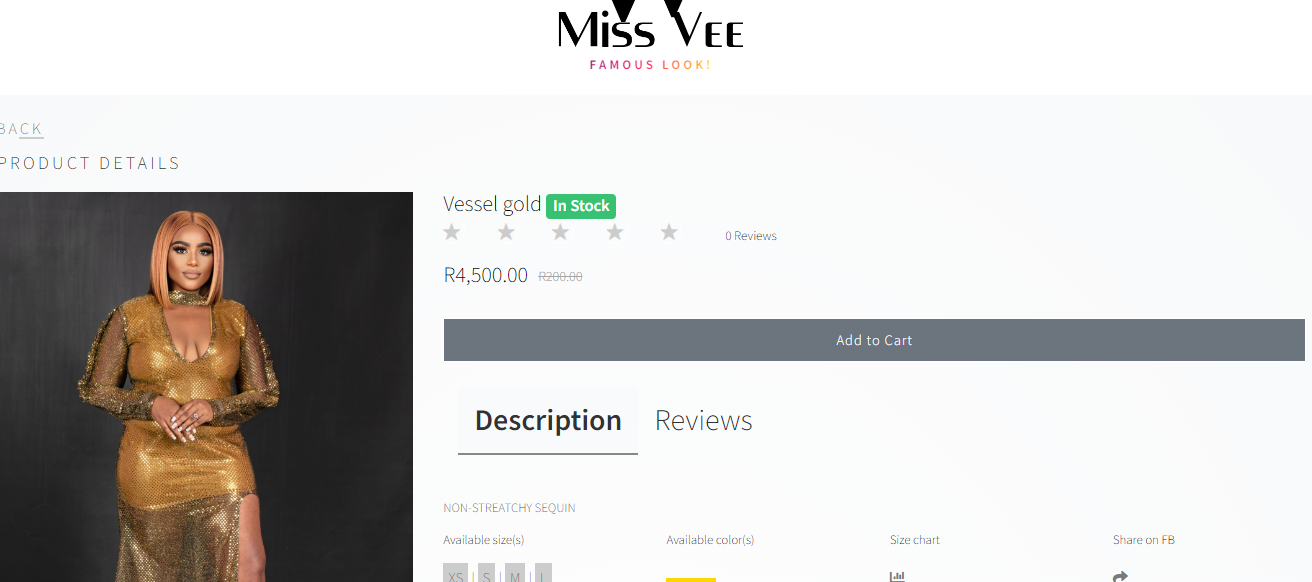 Miss Vee
FAMOUS LOOK!
BACK
PRODUCT DETAILS
Vessel gold In Stock
0 Reviews
R4,500.00 R200.00
Add to Cart
Description Reviews
NON-STREATCHY SEQUIN
Available size(s) Available color(s) Size chart Share on FB
XS | S | M | L